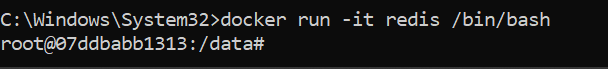 C:\Windows\System32>docker run -it redis /bin/bash
root@07ddbabb1313:/data#